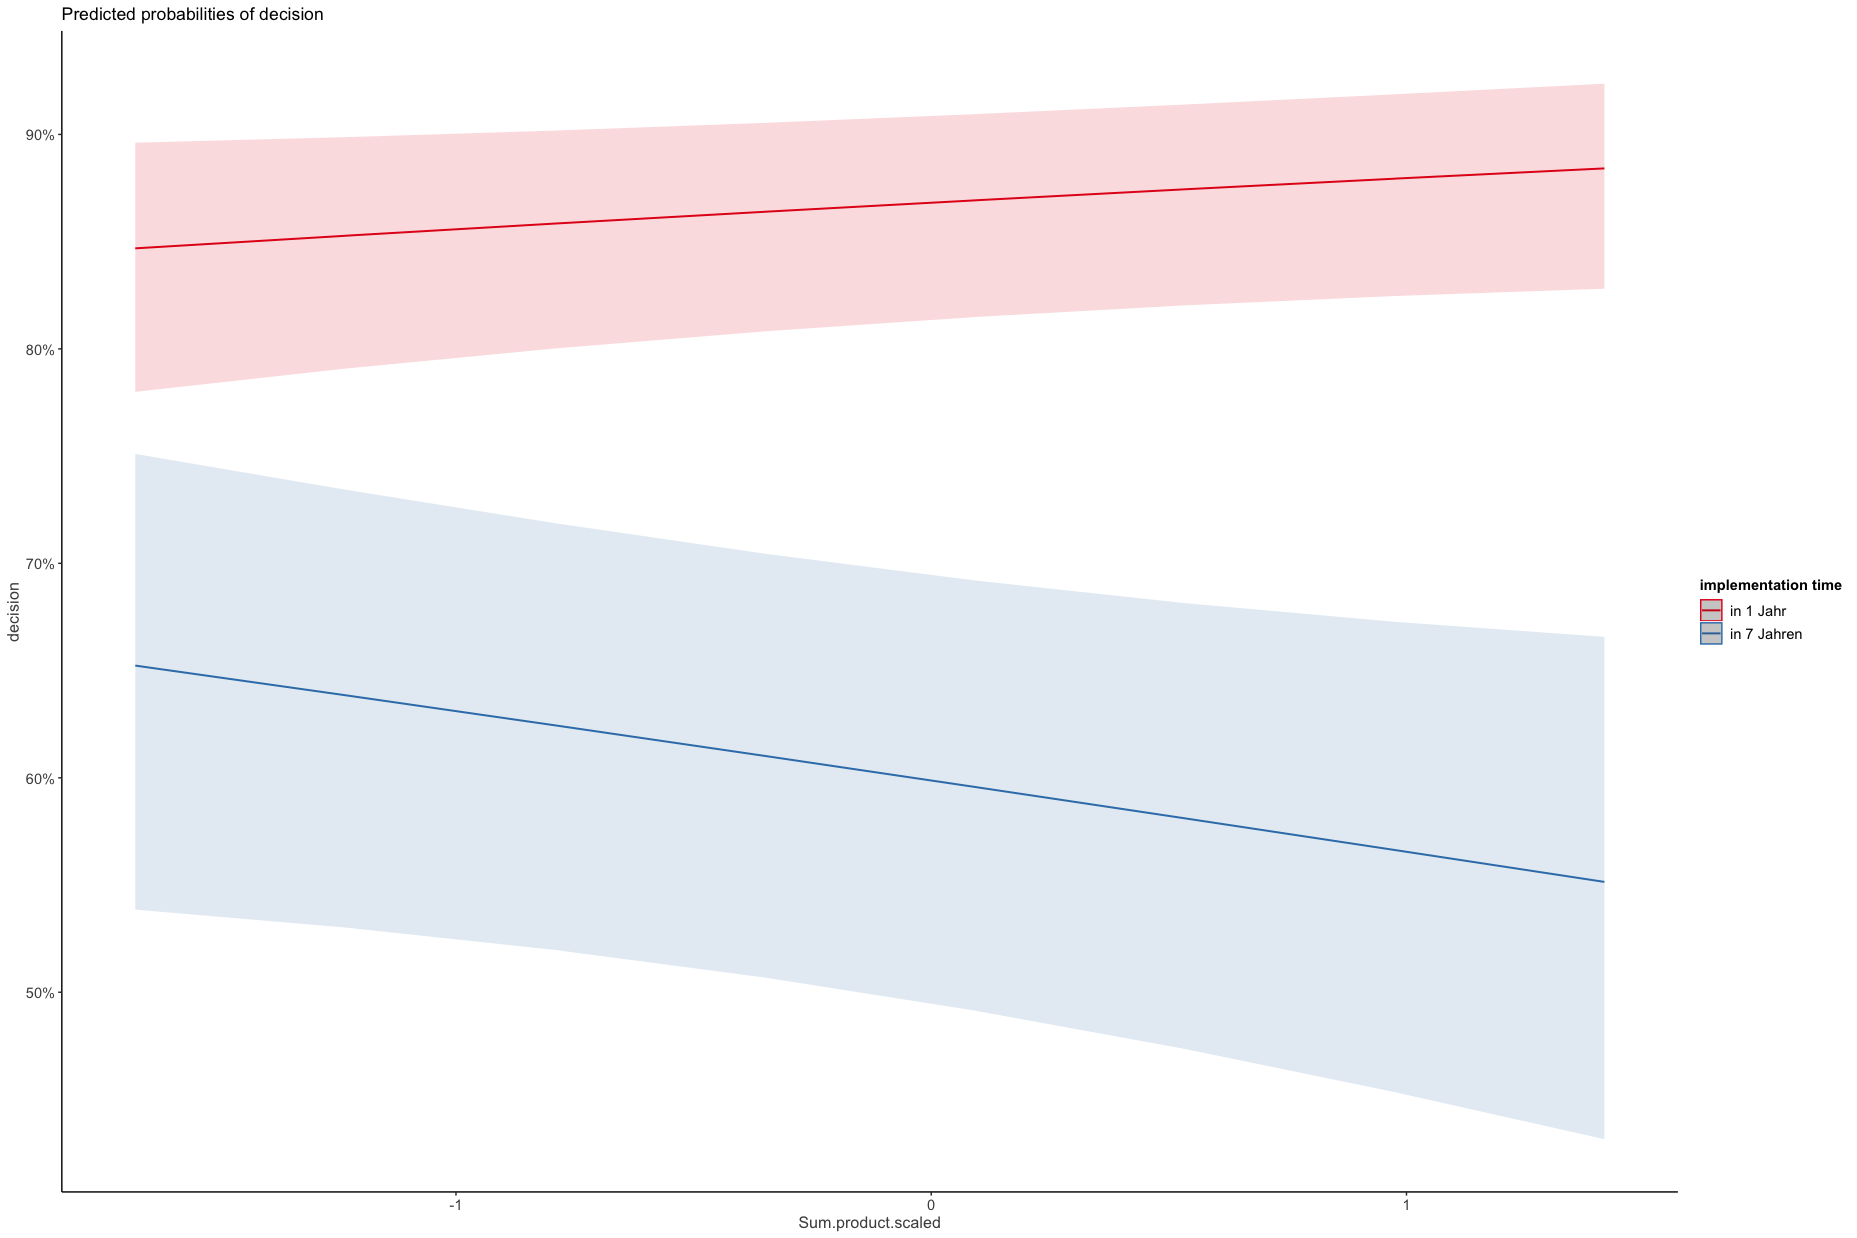 Predicted probabilities of decision
90%
80%
70%
60%
50%
decision
-1
0
1
Sum.product.scaled
implementation time
in 1 Jahr
in 7 Jahren